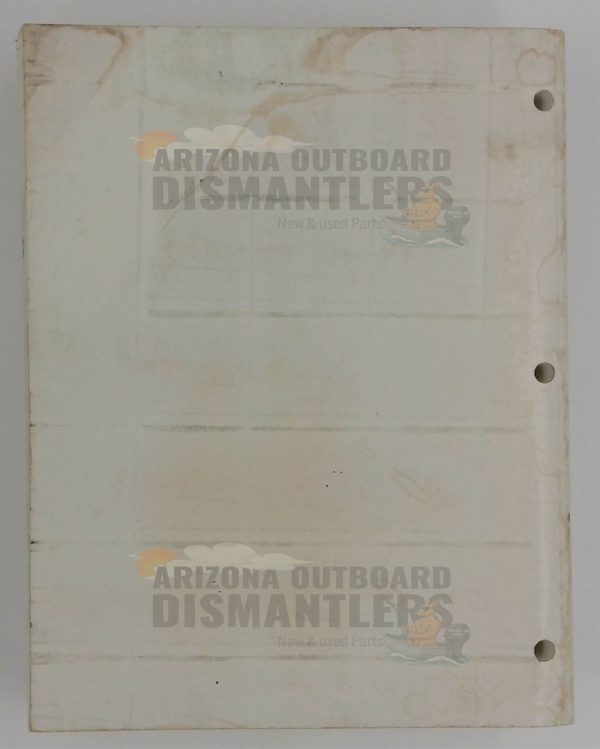 ARIZONA OUTBOARD
DISMANTLERS
New & used Parts
ARIZONA OUTBOARD
DISMANTLERS
New & used Parts